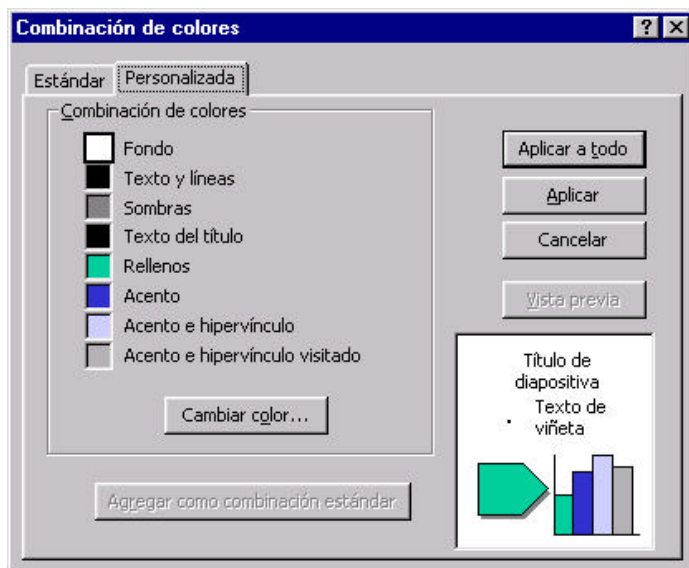 Combinación de colores
Estándar
Personalizada
Combinación de colores
Fondo
Texto y líneas
Sombras
Texto del título
Rellenos
Acento
Acento e hipervínculo
Acento e hipervínculo visitado
Cambiar color...
Agregar como combinación estándar
Aplicar a todo
Aplicar
Cancelar
Vista previa
Título de
diapositiva
• Texto de
viñeta